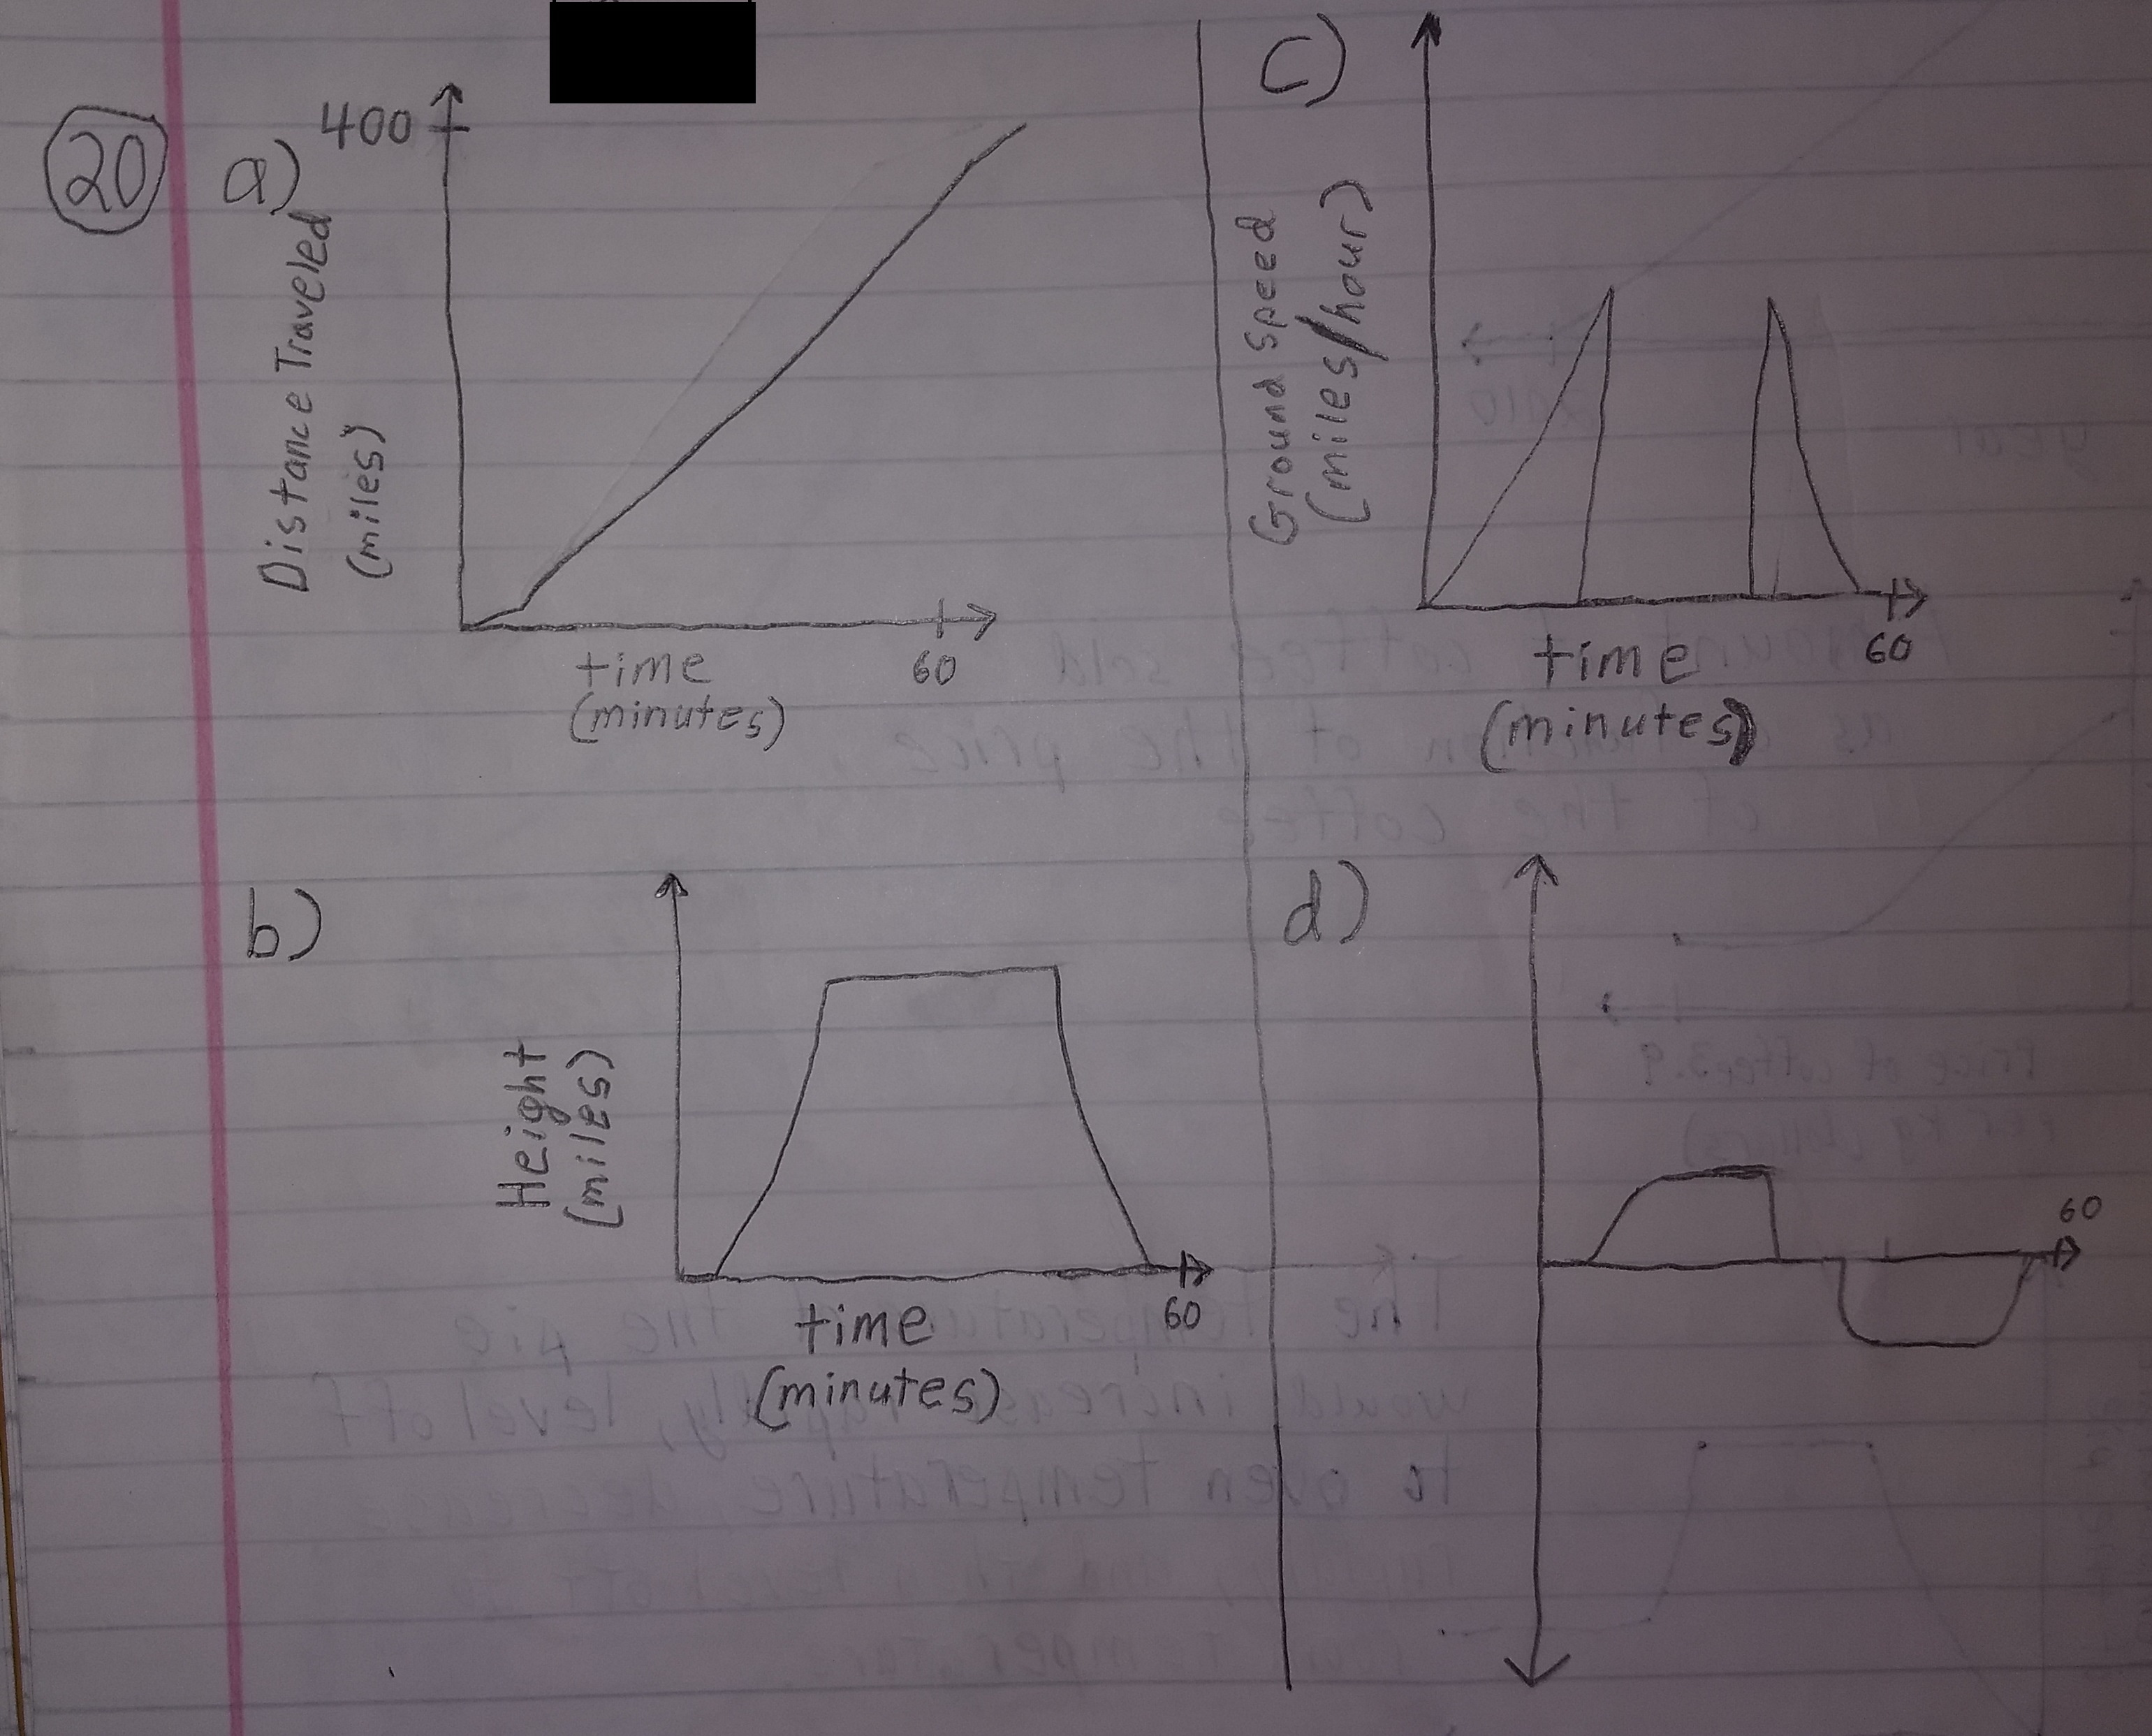 20
a)
400
Distance Traveled
(miles)
time
60
(minutes)
b)
Height
(miles)
time
60
(minutes)
c)
Ground Speed
(miles/hour)
time
60
(minutes)
d)
60